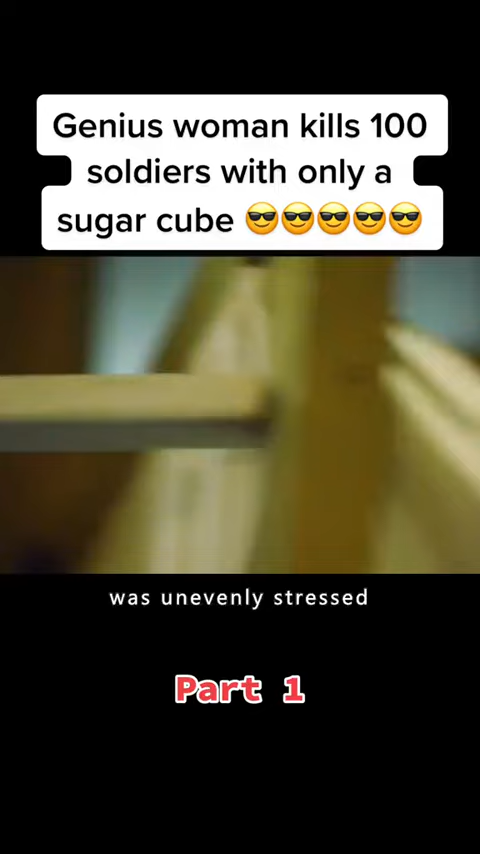 Genius woman kills 100
soldiers with only a
sugar cube 😎😎😎😎😎
was unevenly stressed
Part 1